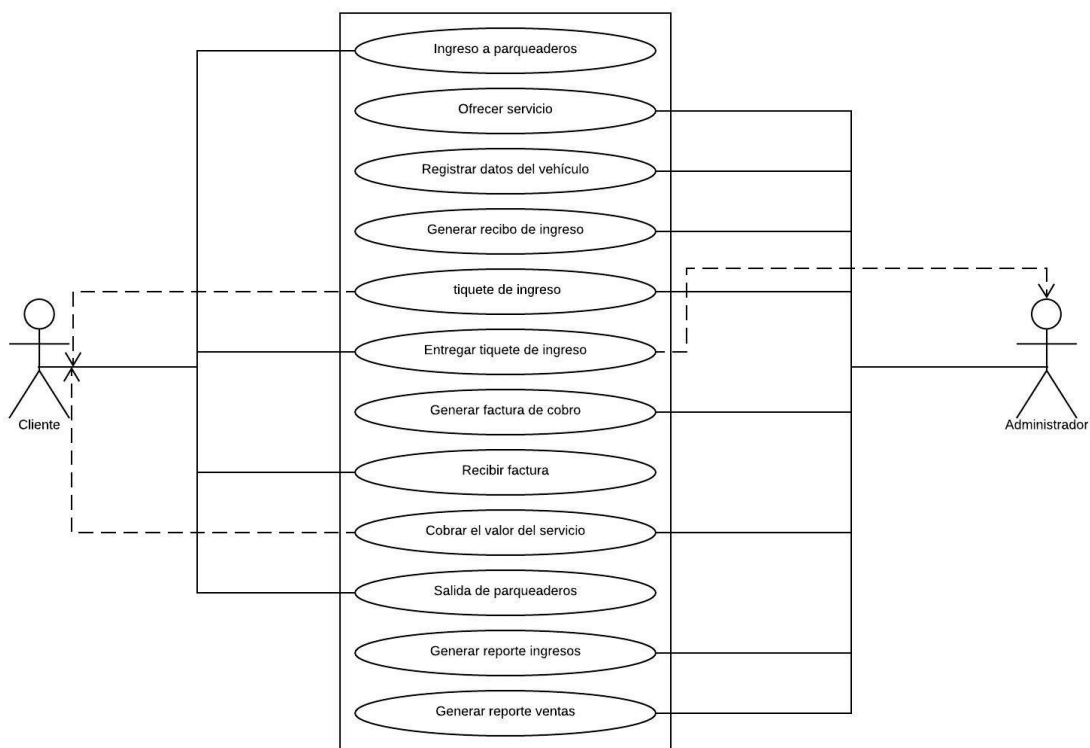 Ingreso a parqueaderos
Ofrecer servicio
Registrar datos del vehículo
Generar recibo de ingreso
tiquete de ingreso
Entregar tiquete de ingreso
Generar factura de cobro
Cliente
Administrador
Recibir factura
Cobrar el valor del servicio
Salida de parqueaderos
Generar reporte ingresos
Generar reporte ventas